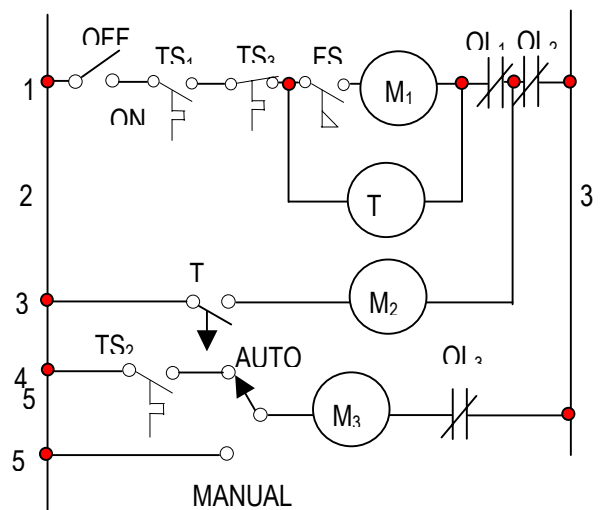 OFF TS₁ TS₃ FS OL₁ OL₂
1 M₁
ON
2 T 3
T
3 M₂
TS₂ AUTO OL₃
4
5 M₃
5
MANUAL